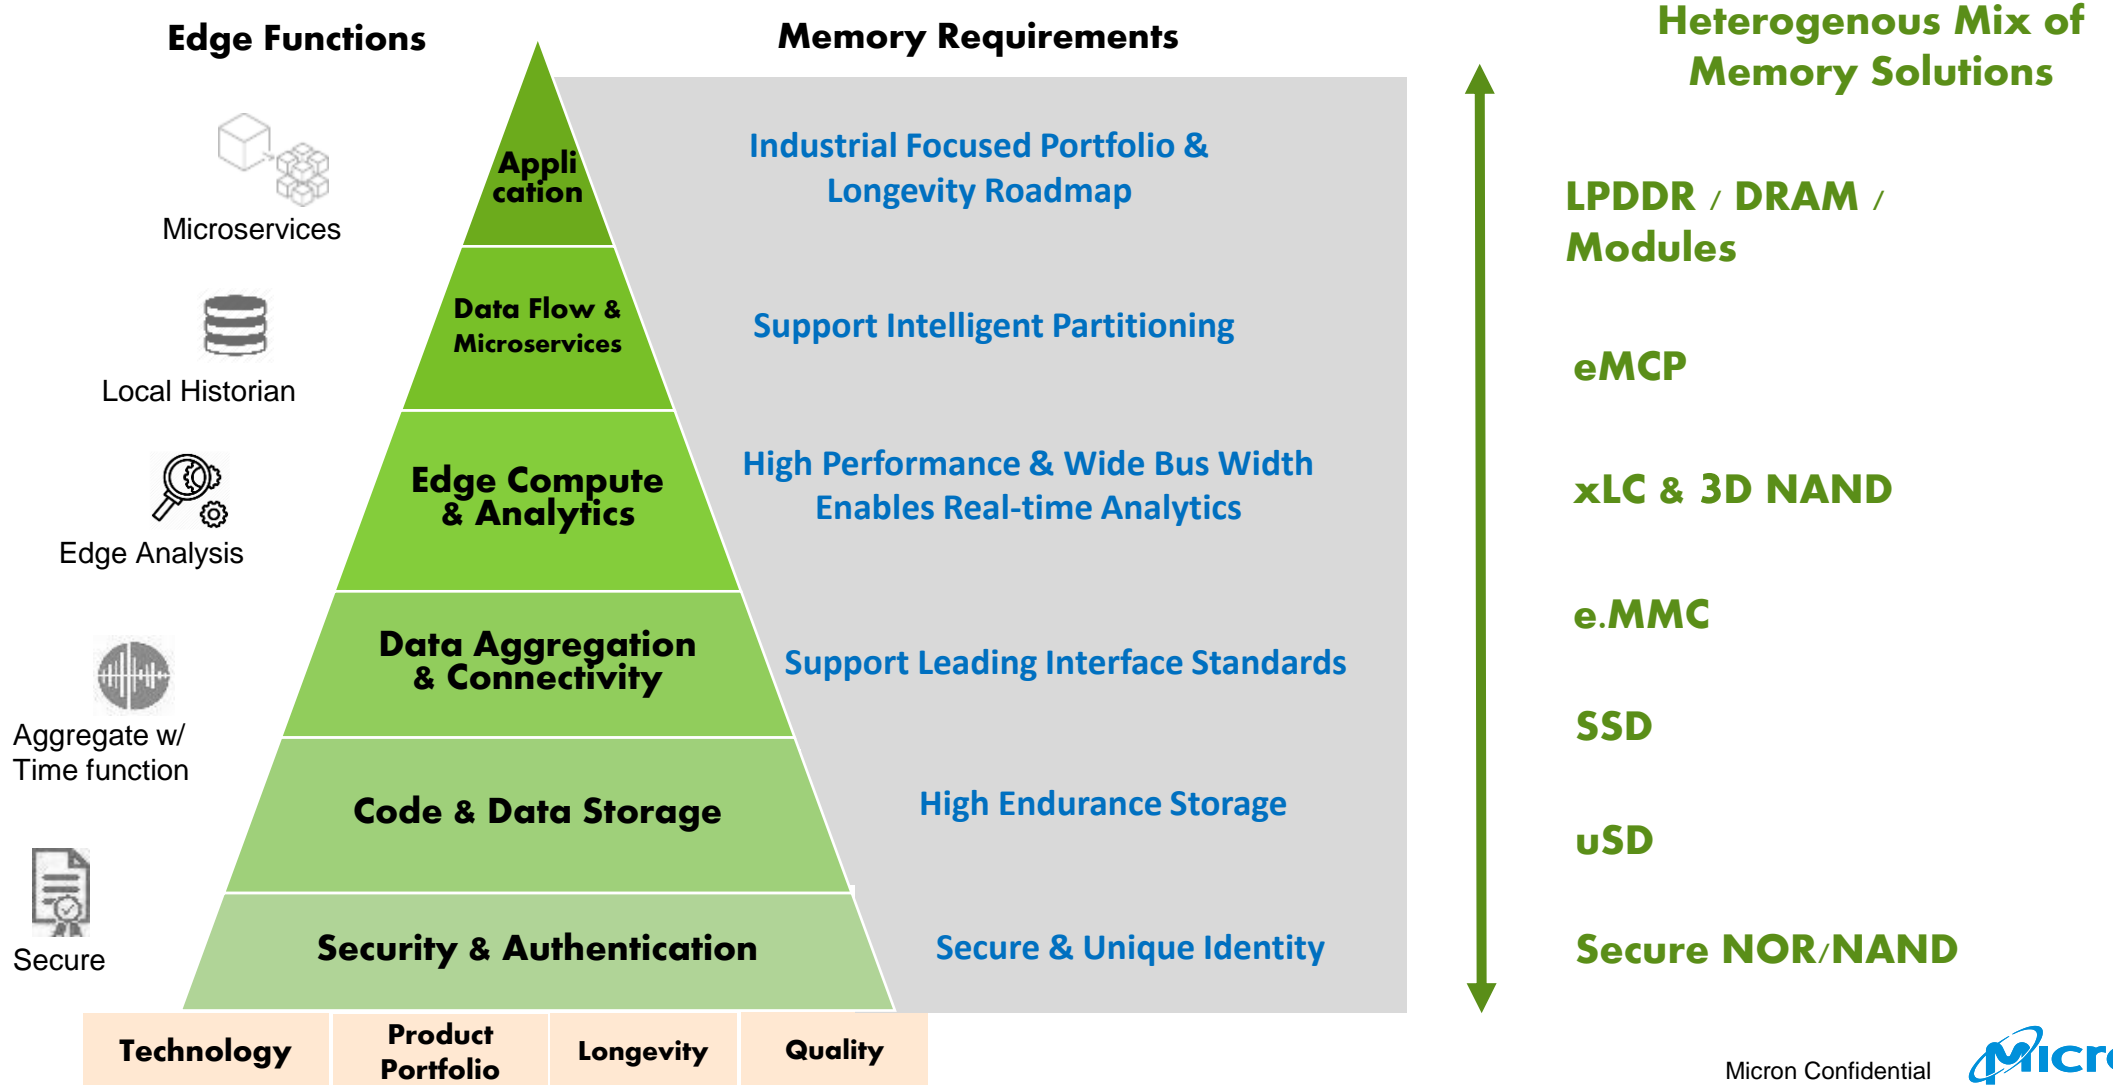 Edge Functions
Memory Requirements
Heterogenous Mix of
Memory Solutions
Microservices
Appli
cation
Industrial Focused Portfolio &
Longevity Roadmap
LPDDR / DRAM /
Modules
Local Historian
Data Flow &
Microservices
Support Intelligent Partitioning
eMCP
Edge Analysis
Edge Compute
& Analytics
High Performance & Wide Bus Width
Enables Real-time Analytics
xLC & 3D NAND
Aggregate w/
Time function
Data Aggregation
& Connectivity
Support Leading Interface Standards
e.MMC
SSD
Code & Data Storage
High Endurance Storage
uSD
Secure
Security & Authentication
Secure & Unique Identity
Secure NOR/NAND
Technology
Product
Portfolio
Longevity
Quality
Micron Confidential
Micro